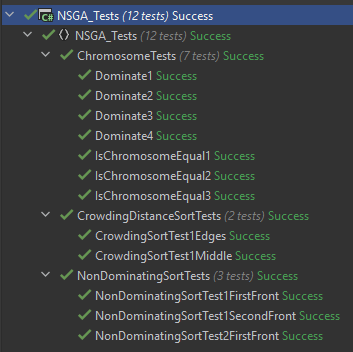 C# NSGA_Tests (12 tests) Success
NSGA_Tests (12 tests) Success
ChromosomeTests (7 tests) Success
Dominate1 Success
Dominate2 Success
Dominate3 Success
Dominate4 Success
IsChromosomeEqual1 Success
IsChromosomeEqual2 Success
IsChromosomeEqual3 Success
CrowdingDistanceSortTests (2 tests) Success
CrowdingSortTest1Edges Success
CrowdingSortTest1Middle Success
NonDominatingSortTests (3 tests) Success
NonDominatingSortTest1FirstFront Success
NonDominatingSortTest1SecondFront Success
NonDominatingSortTest2FirstFront Success